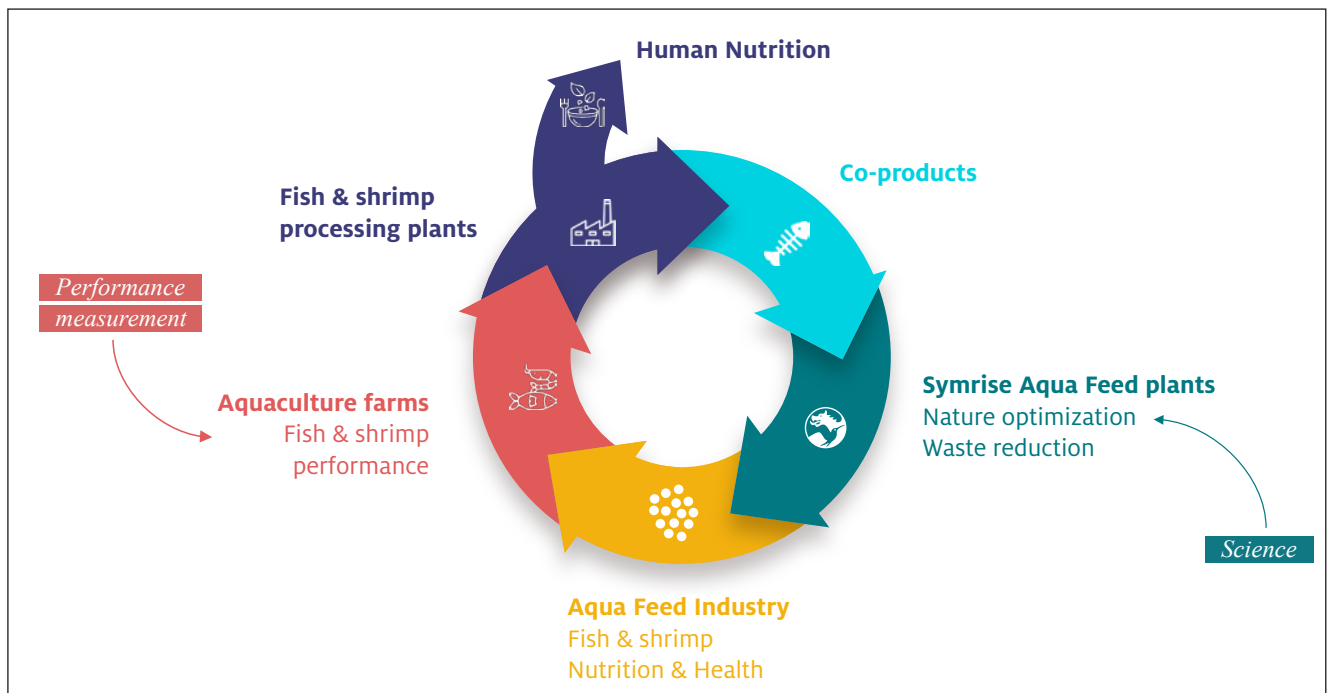 Human Nutrition
Co-products
Fish & shrimp
processing plants
Performance
measurement
Aquaculture farms
Fish & shrimp
performance
Symrise Aqua Feed plants
Nature optimization
Waste reduction
Science
Aqua Feed Industry
Fish & shrimp
Nutrition & Health